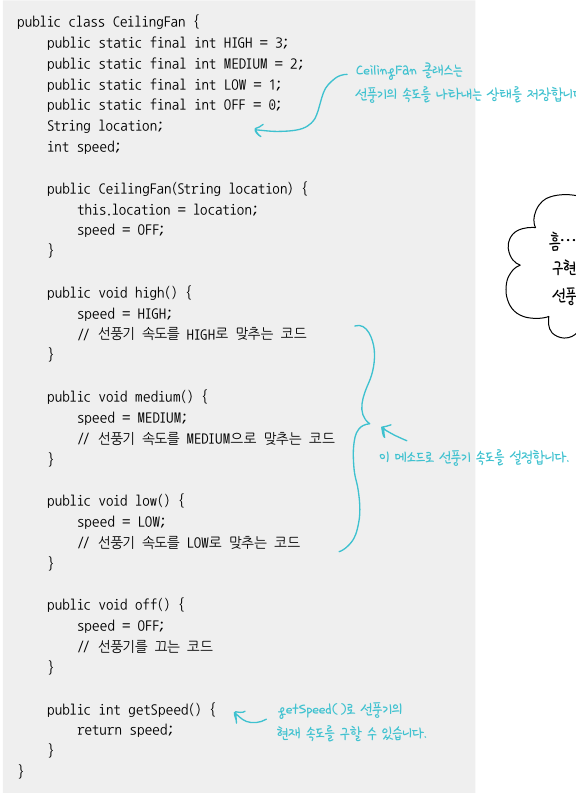 public class CeilingFan {
public static final int HIGH = 3;
public static final int MEDIUM = 2;
public static final int LOW = 1;
public static final int OFF = 0;
String location;
int speed;
CeilingFan 클래스는
선풍기의 속도를 나타내는 상태를 저장합니다
public CeilingFan(String location) {
this.location = location;
speed = OFF;
}
흠…
구현
선풍
public void high() {
speed = HIGH;
// 선풍기 속도를 HIGH로 맞추는 코드
}
public void medium() {
speed = MEDIUM;
// 선풍기 속도를 MEDIUM으로 맞추는 코드
}
이 메소드로 선풍기 속도를 설정합니다.
public void low() {
speed = LOW;
// 선풍기 속도를 LOW로 맞추는 코드
}
public void off() {
speed = OFF;
// 선풍기를 끄는 코드
}
public int getSpeed() {
return speed;
}
}
getSpeed()로 선풍기의
현재 속도를 구할 수 있습니다.